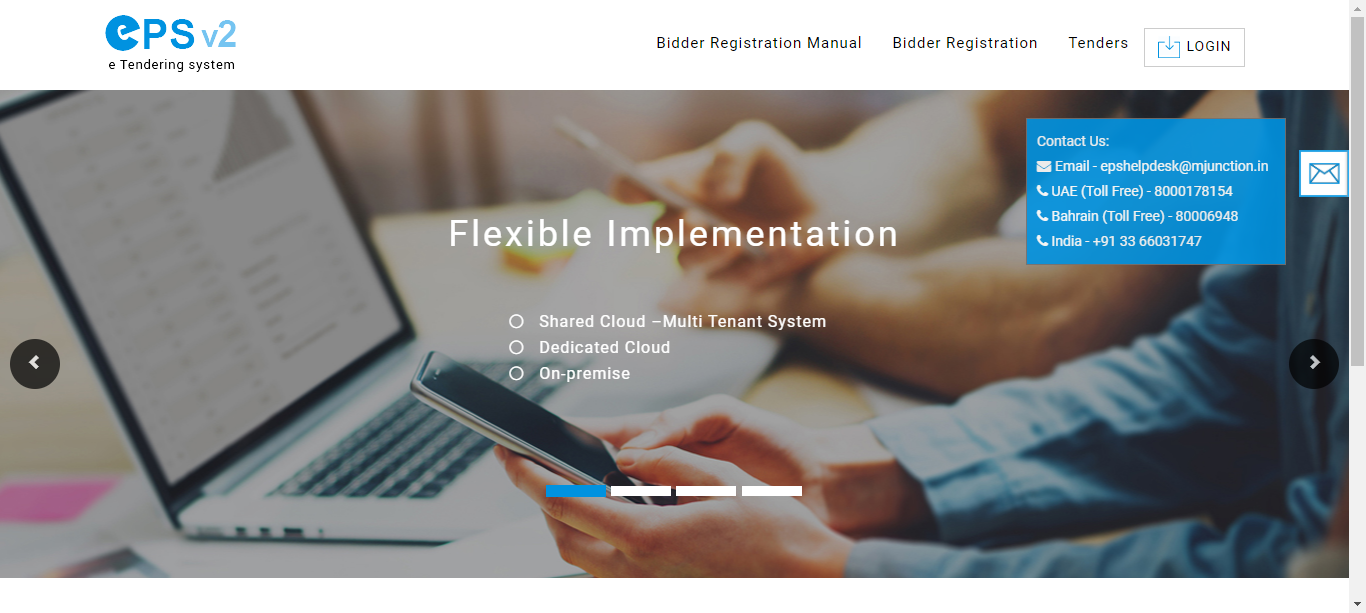 ePS v2
e Tendering system
Bidder Registration Manual
Bidder Registration
Tenders
LOGIN
Contact Us:
Email - epshelpdesk@mjunction.in
UAE (Toll Free) - 8000178154
Bahrain (Toll Free) - 80006948
India - +91 33 66031747
Flexible Implementation
Shared Cloud –Multi Tenant System
Dedicated Cloud
On-premise